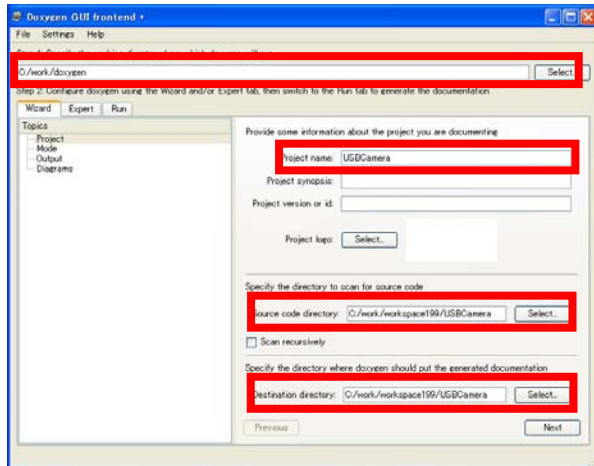 Doxygen GUI frontend +
File Settings Help
C:/work/doxygen Select..
Step 2: Configure doxygen using the Wizard and/or Expert tab, then switch to the Run tab to generate the documentation
Wizard Expert Run
Topics
Project
Mode
Output
Diagrams
Provide some information about the project you are documenting
Project name: USBCamera
Project synopsis:
Project version or id:
Project logo: Select..
Specify the directory to scan for source code
Source code directory: C:/work/workspace199/USBCamera Select..
Scan recursively
Specify the directory where doxygen should put the generated documentation
Destination directory: C:/work/workspace199/USBCamera Select..
Previous Next